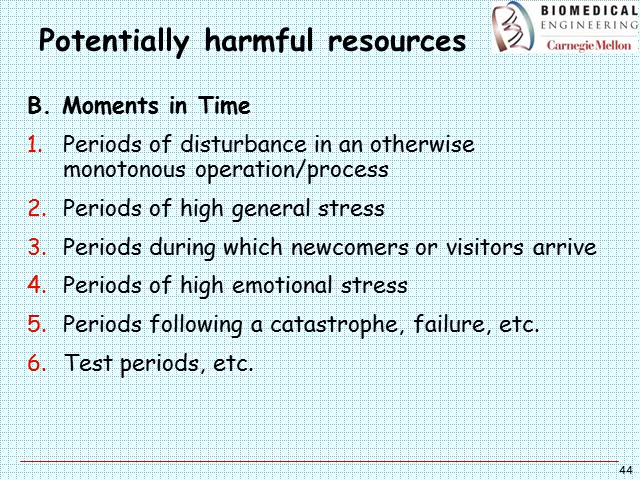 Potentially harmful resources
BIOMEDICAL
ENGINEERING
Carnegie Mellon
B. Moments in Time
1. Periods of disturbance in an otherwise
monotonous operation/process
2. Periods of high general stress
3. Periods during which newcomers or visitors arrive
4. Periods of high emotional stress
5. Periods following a catastrophe, failure, etc.
6. Test periods, etc.
44